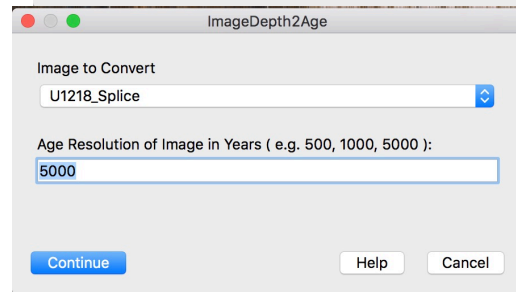 ImageDepth2Age
Image to Convert
U1218_Splice
Age Resolution of Image in Years ( e.g. 500, 1000, 5000 ):
5000
Continue Help Cancel